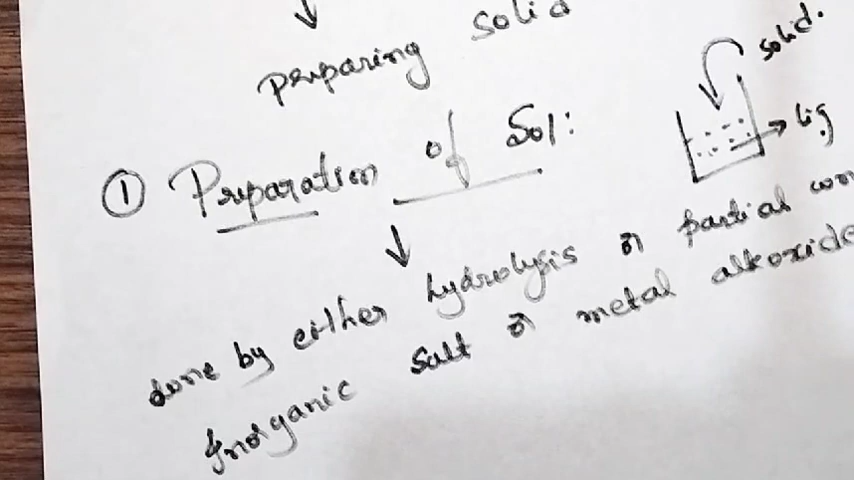 preparing solid
solid.
① Preparation of Sol:
liq
done by either hydrolysis or partial con
Inorganic salt or metal alkoxide